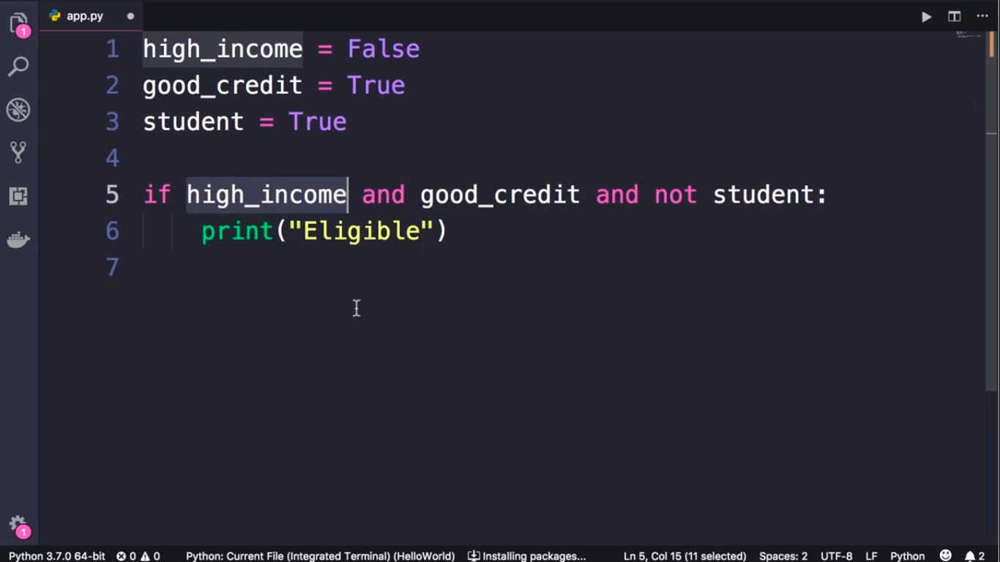 app.py
1 high_income = False
2 good_credit = True
3 student = True
4
5 if high_income and good_credit and not student:
6 print("Eligible")
7
1
1
Python 3.7.0 64-bit 0 0 Python: Current File (Integrated Terminal) (HelloWorld) Installing packages... Ln 5, Col 15 (11 selected) Spaces: 2 UTF-8 LF Python 2